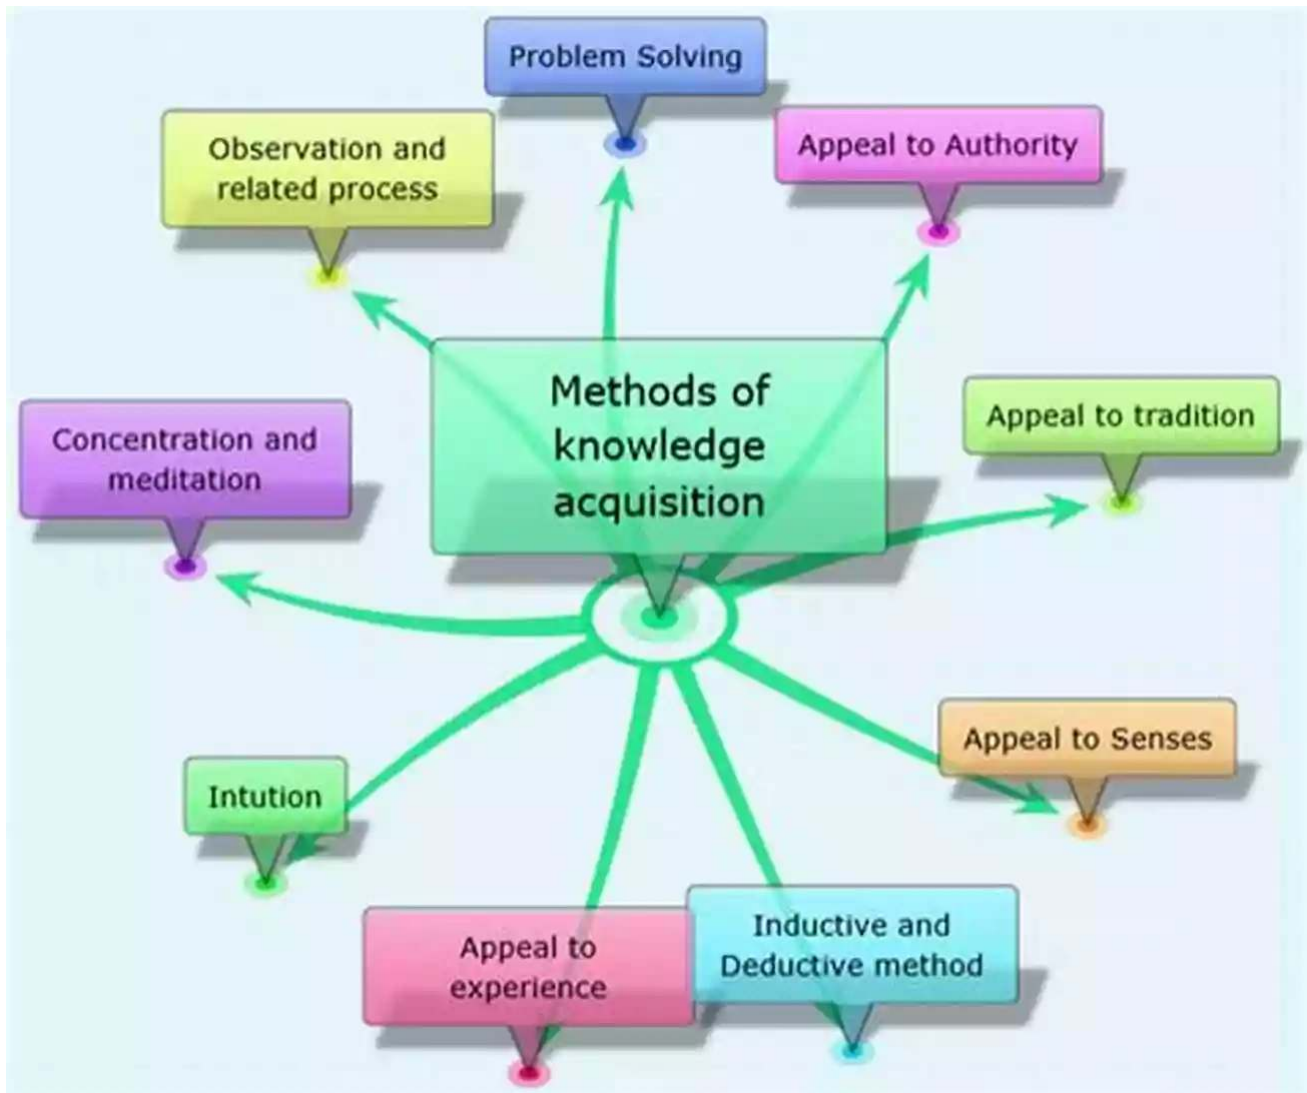 Problem Solving
Observation and
related process
Appeal to Authority
Methods of
knowledge
acquisition
Appeal to tradition
Concentration and
meditation
Appeal to Senses
Intution
Appeal to
experience
Inductive and
Deductive method